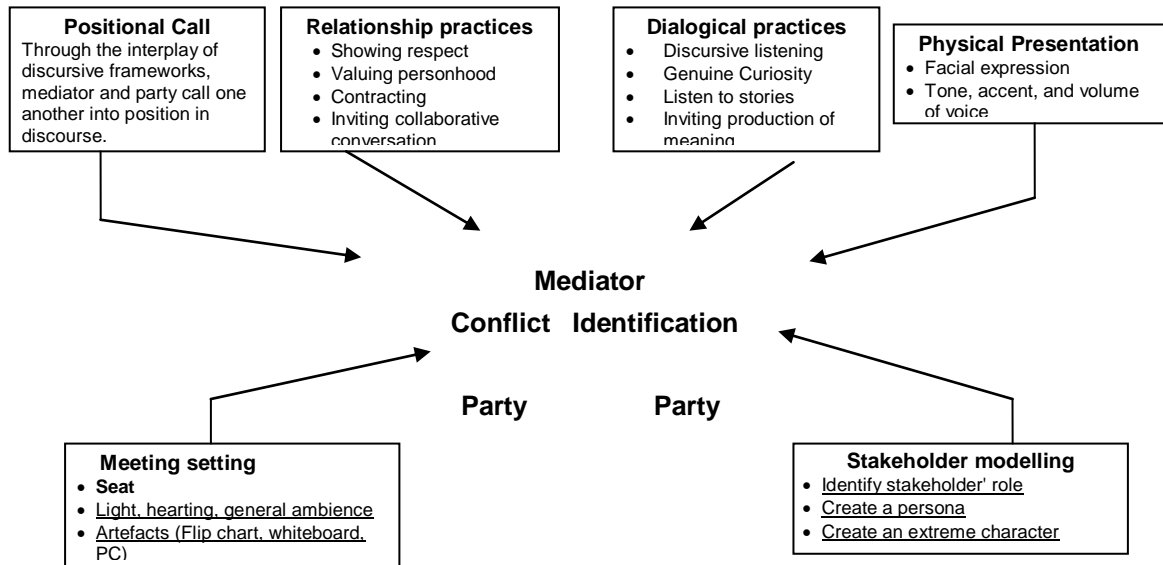 Positional Call
Through the interplay of
discursive frameworks,
mediator and party call one
another into position in
discourse.
Relationship practices
• Showing respect
• Valuing personhood
• Contracting
• Inviting collaborative
conversation
Dialogical practices
• Discursive listening
• Genuine Curiosity
• Listen to stories
• Inviting production of
meaning
Physical Presentation
• Facial expression
• Tone, accent, and volume
of voice
Mediator
Conflict Identification
Party Party
Meeting setting
• Seat
• Light, hearting, general ambience
• Artefacts (Flip chart, whiteboard,
PC)
Stakeholder modelling
• Identify stakeholder' role
• Create a persona
• Create an extreme character